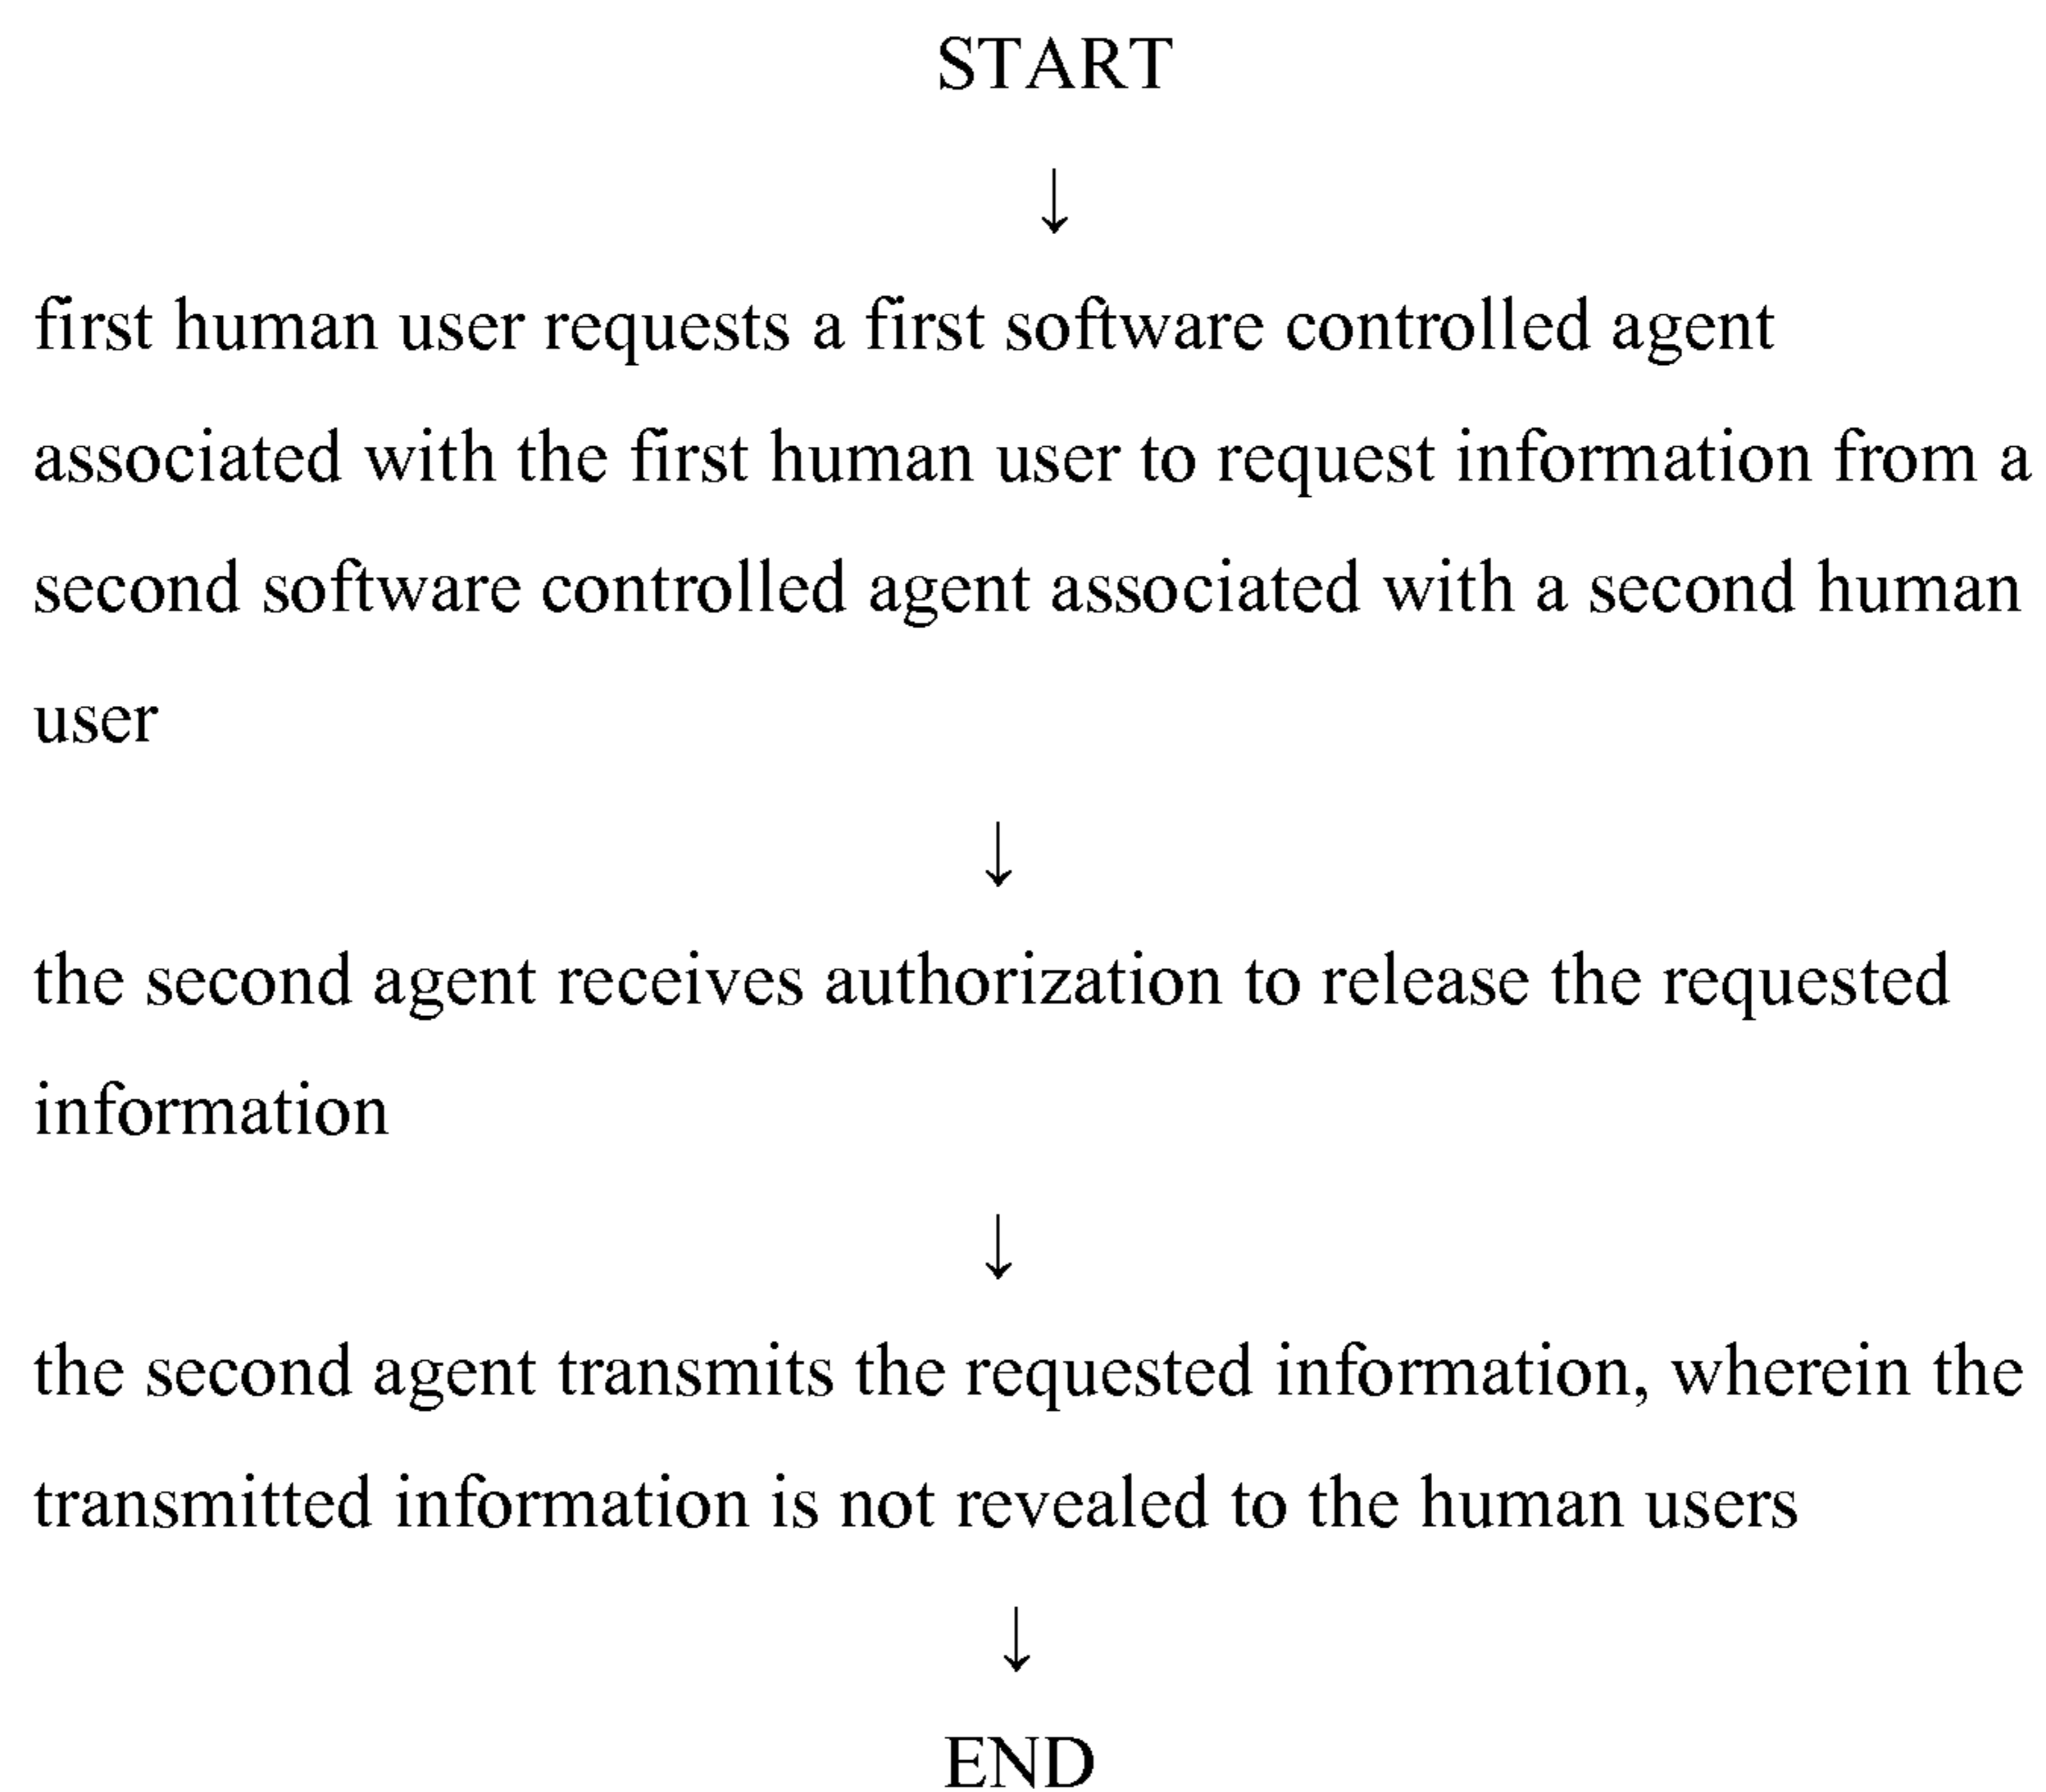 START
↓
first human user requests a first software controlled agent
associated with the first human user to request information from a
second software controlled agent associated with a second human
user
↓
the second agent receives authorization to release the requested
information
↓
the second agent transmits the requested information, wherein the
transmitted information is not revealed to the human users
↓
END